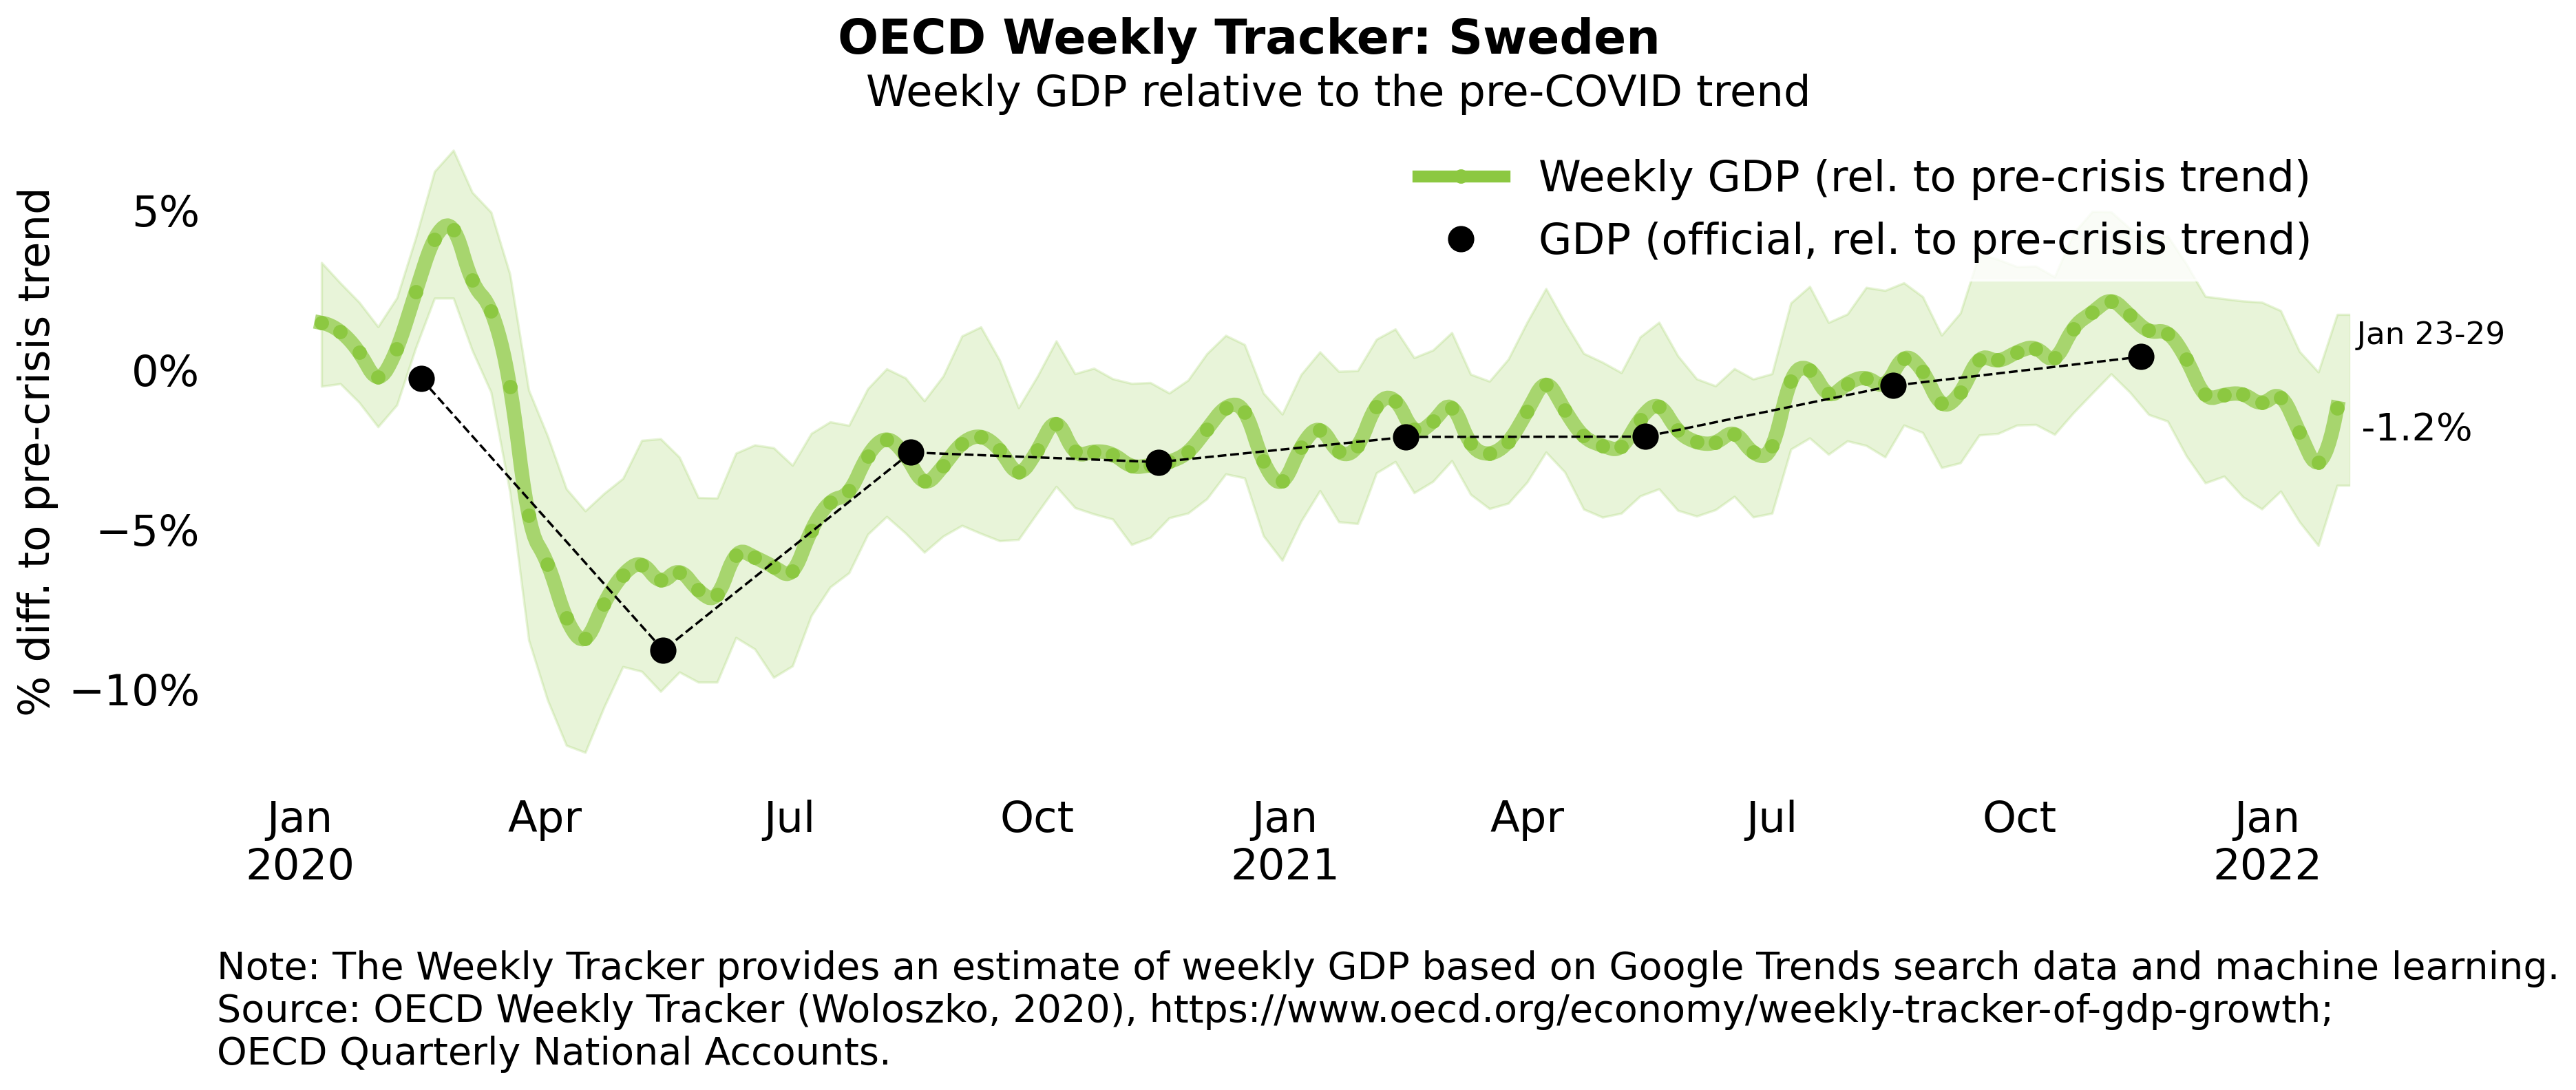 OECD Weekly Tracker: Sweden
Weekly GDP relative to the pre-COVID trend
Weekly GDP (rel. to pre-crisis trend)
GDP (official, rel. to pre-crisis trend)
% diff. to pre-crisis trend
5%
0%
−5%
−10%
Jan 23-29
-1.2%
Jan
2020
Apr
Jul
Oct
Jan
2021
Apr
Jul
Oct
Jan
2022
Note: The Weekly Tracker provides an estimate of weekly GDP based on Google Trends search data and machine learning.
Source: OECD Weekly Tracker (Woloszko, 2020), https://www.oecd.org/economy/weekly-tracker-of-gdp-growth;
OECD Quarterly National Accounts.